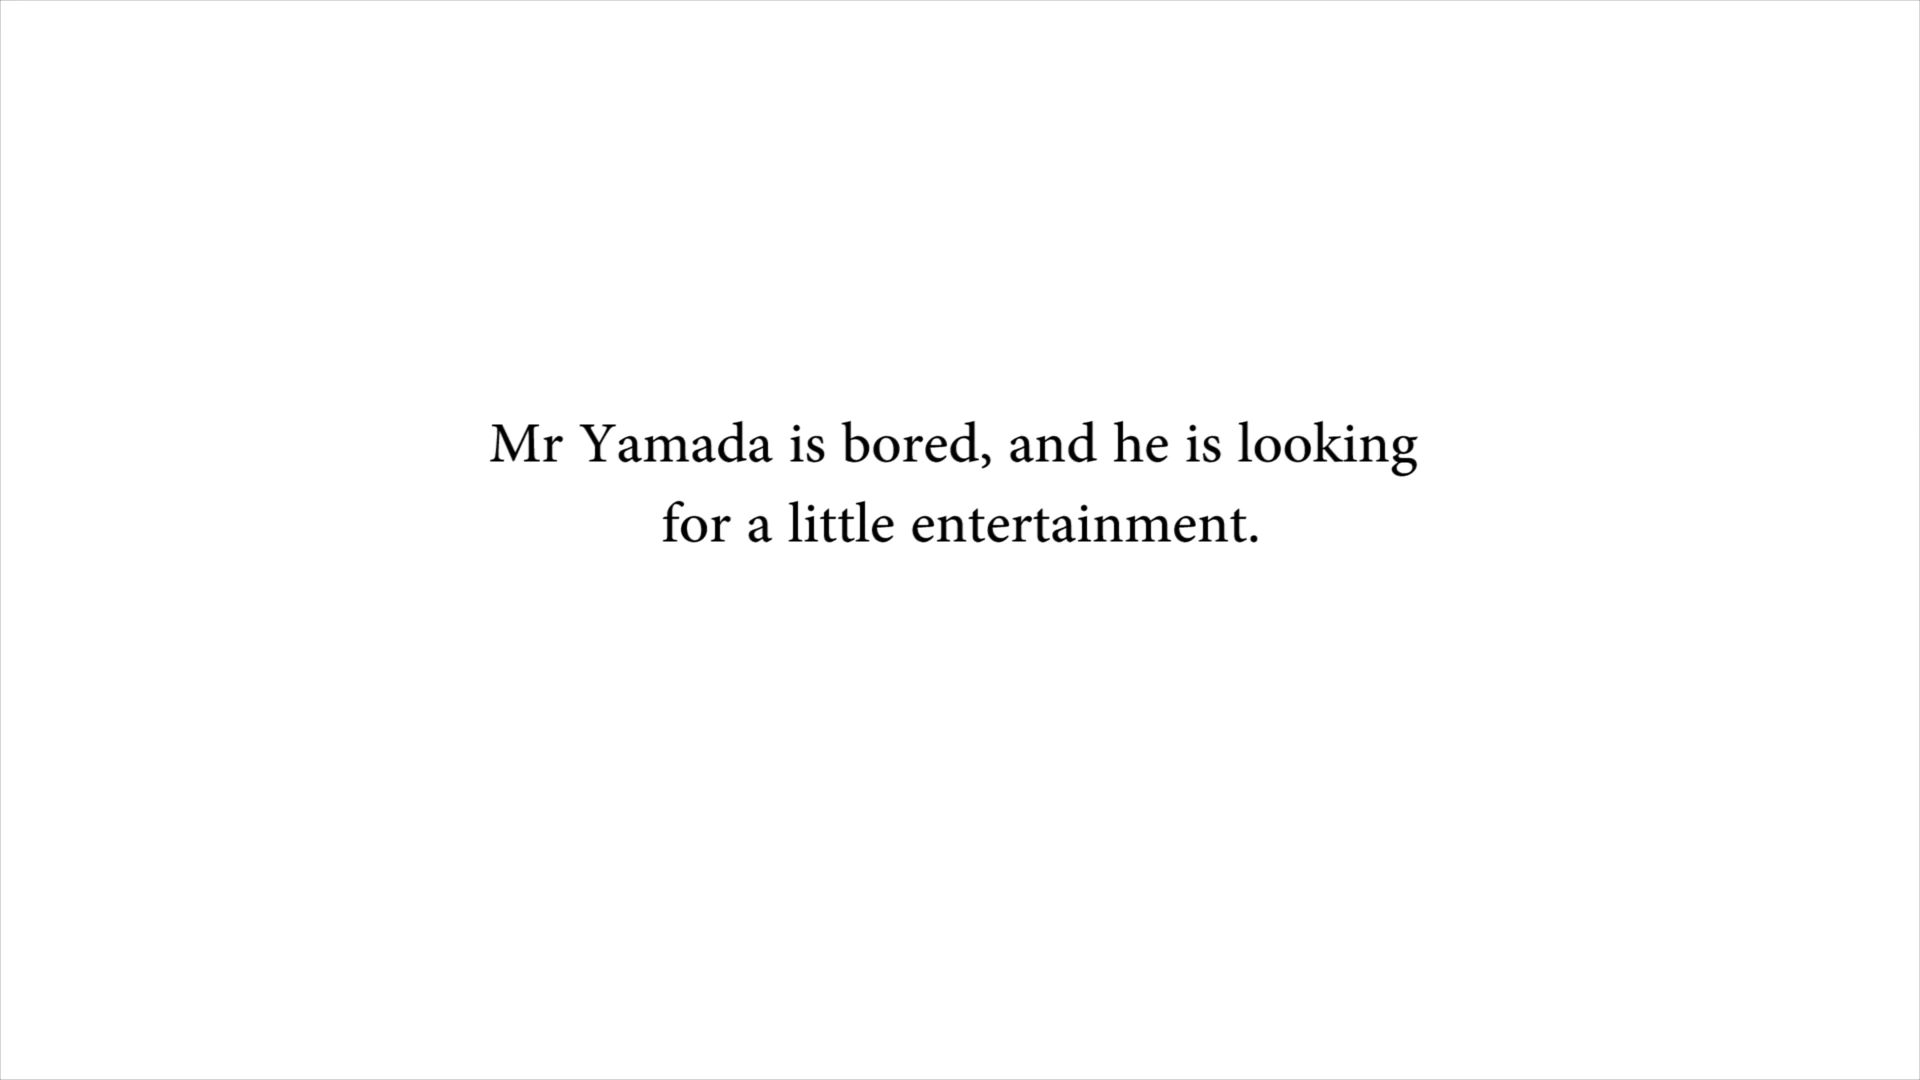 Mr Yamada is bored, and he is looking
for a little entertainment.